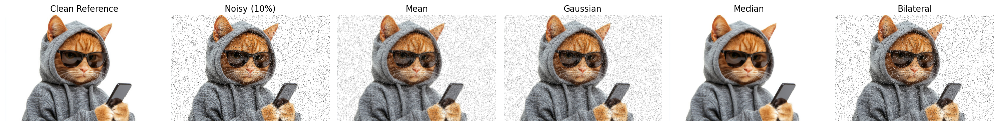 Clean Reference
Noisy (10%)
Mean
Gaussian
Median
Bilateral